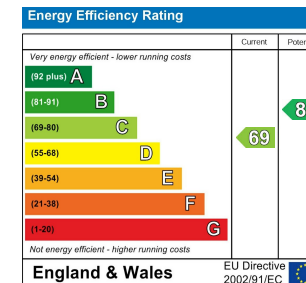 Energy Efficiency Rating
Current
Very energy efficient - lower running costs
(92 plus) A
(81-91) B
(69-80) C
(55-68) D
(39-54) E
(21-38) F
(1-20) G
69
Not energy efficient - higher running costs
England & Wales
EU Directive
2002/91/EC